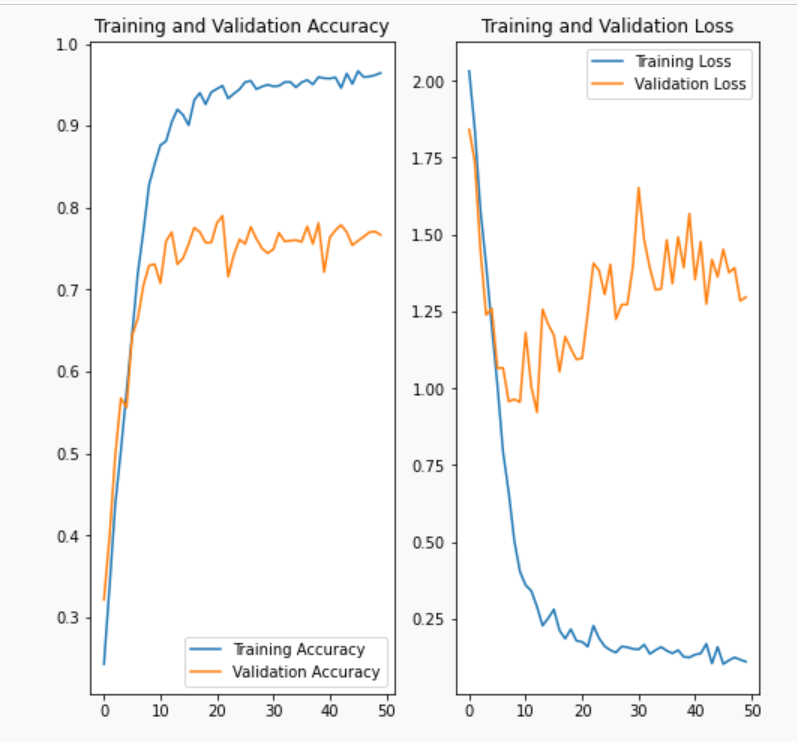 Training and Validation Accuracy
1.0
0.9
0.8
0.7
0.6
0.5
0.4
0.3
Training Accuracy
Validation Accuracy
0 10 20 30 40 50
Training and Validation Loss
Training Loss
Validation Loss
2.00
1.75
1.50
1.25
1.00
0.75
0.50
0.25
0 10 20 30 40 50